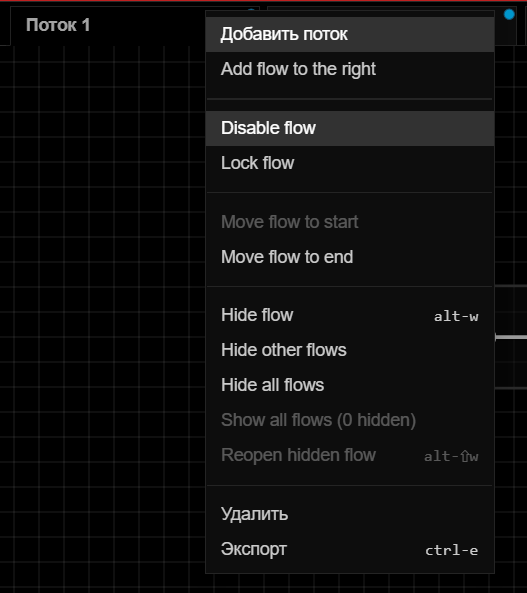 Поток 1
Добавить поток
Add flow to the right
Disable flow
Lock flow
Move flow to start
Move flow to end
Hide flow alt-w
Hide other flows
Hide all flows
Show all flows (0 hidden)
Reopen hidden flow alt-⇧w
Удалить
Экспорт ctrl-e